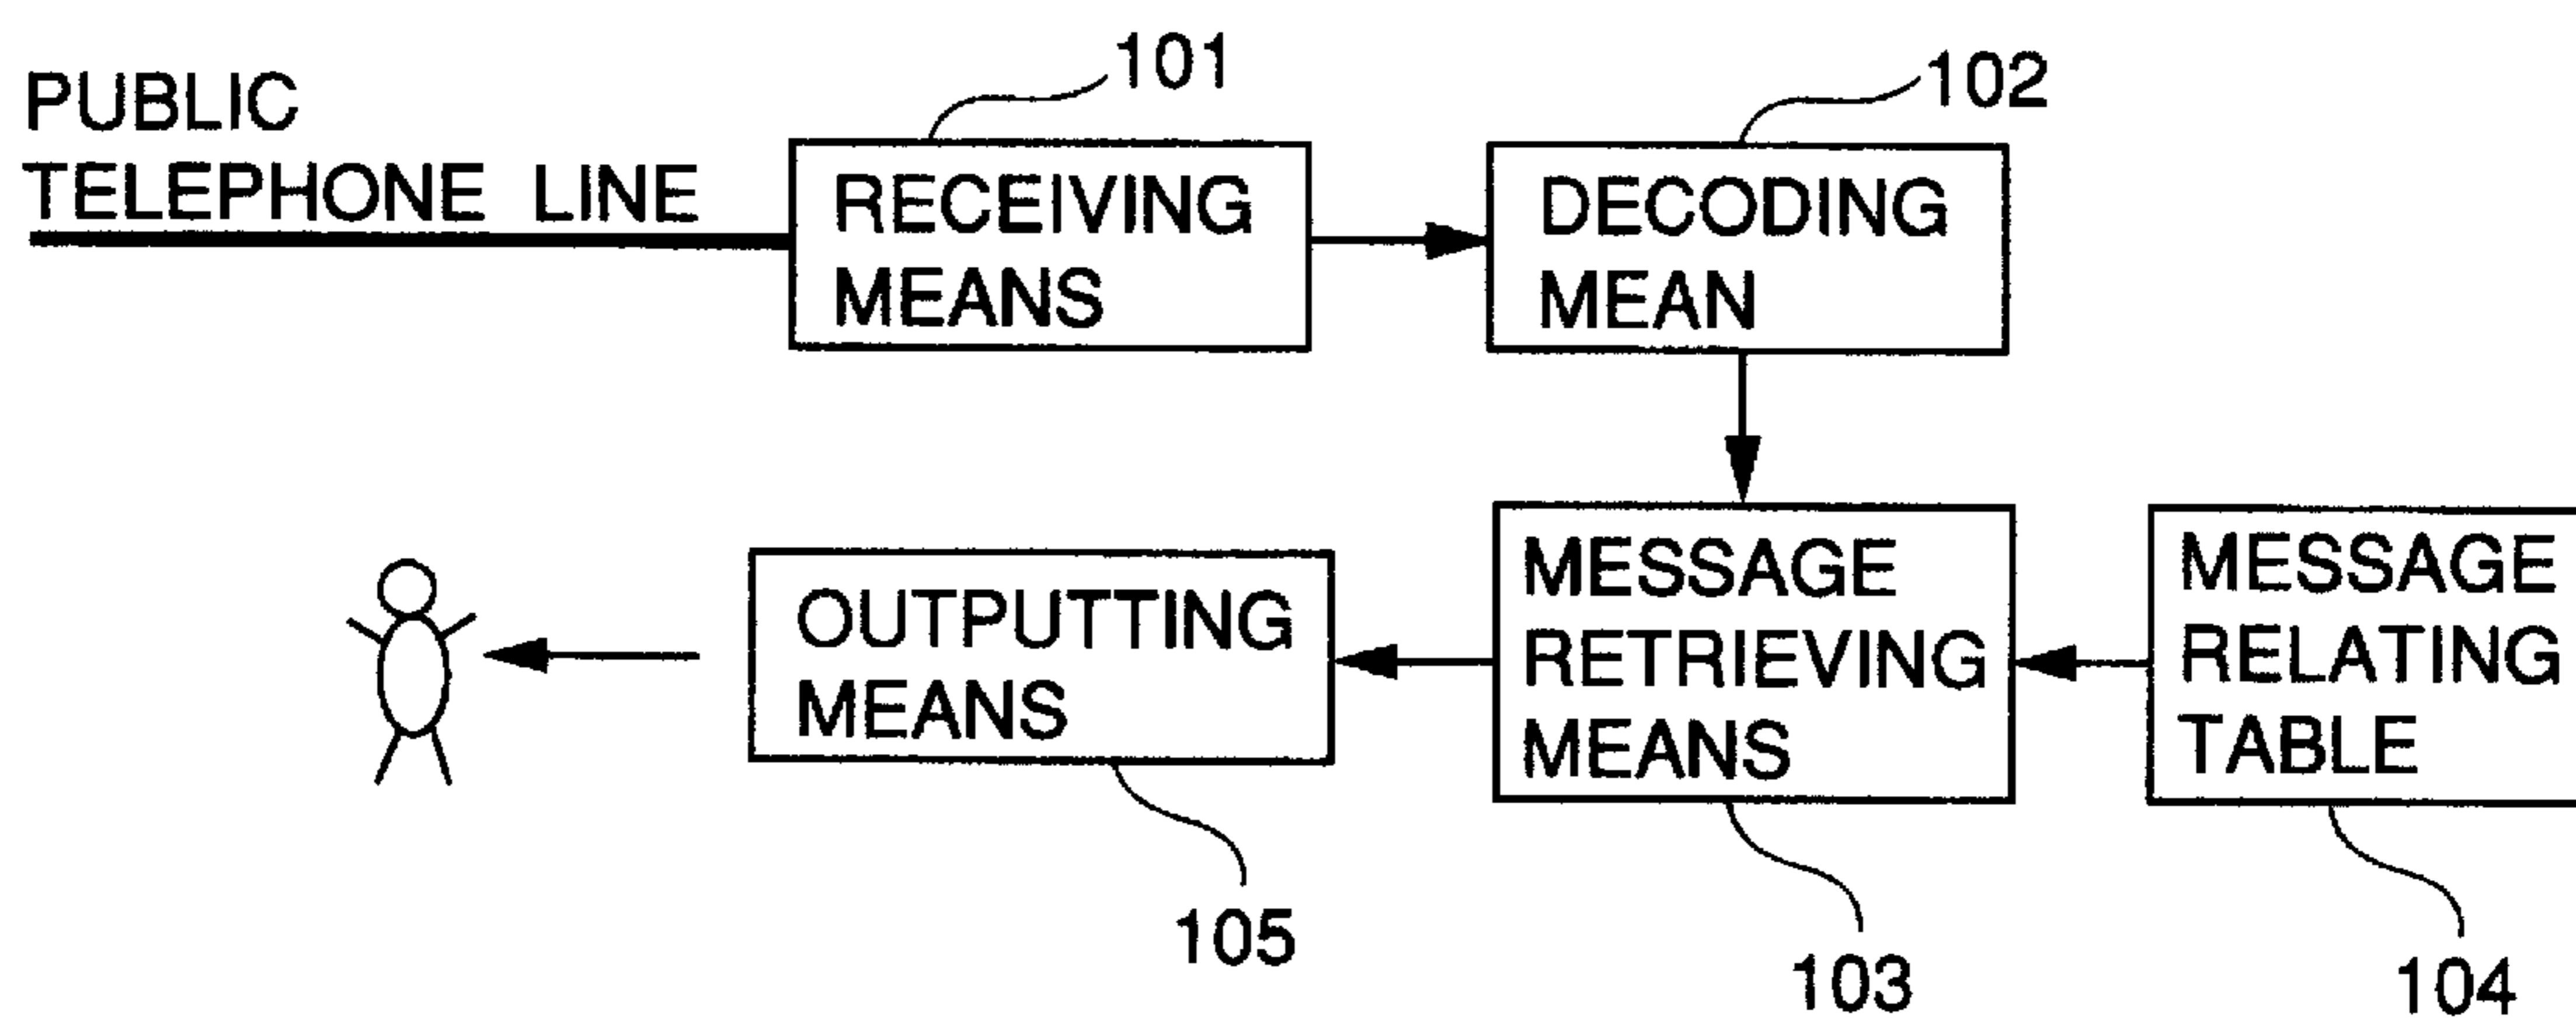 PUBLIC
TELEPHONE LINE
101
RECEIVING
MEANS
102
DECODING
MEAN
OUTPUTTING
MEANS
105
MESSAGE
RETRIEVING
MEANS
103
MESSAGE
RELATING
TABLE
104